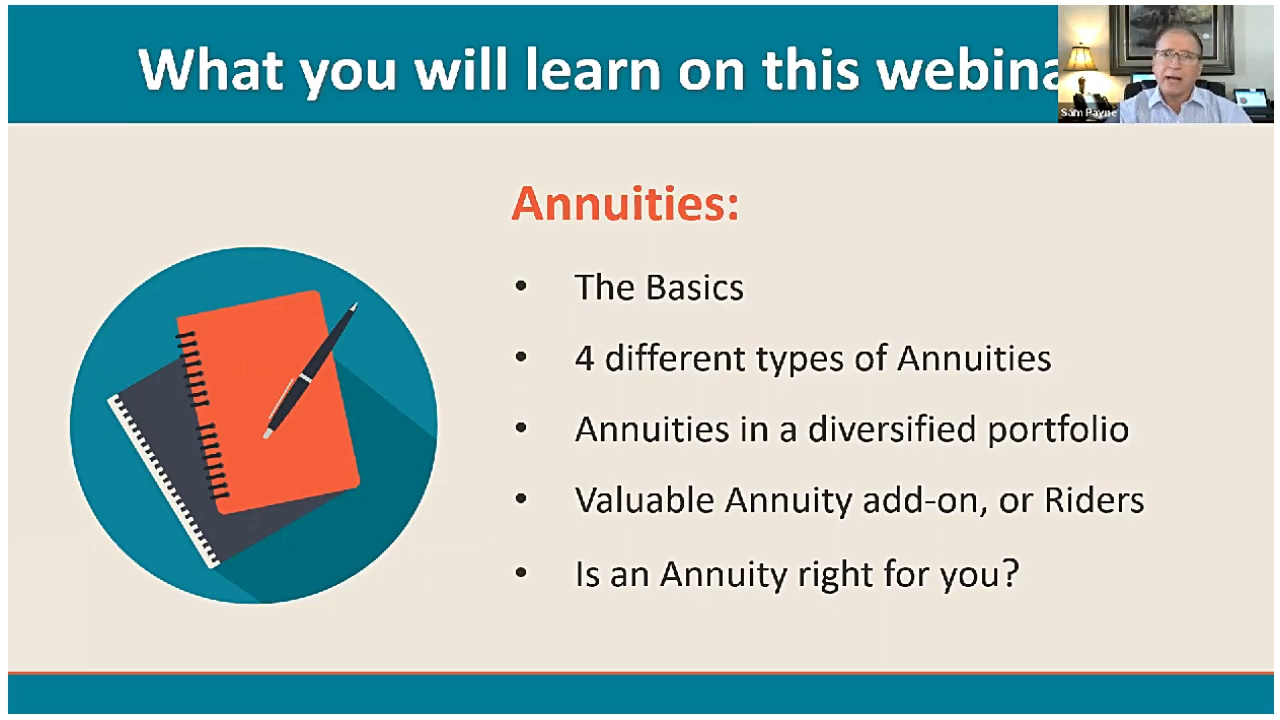 What you will learn on this webina
Sam Payne
Annuities:
• The Basics
• 4 different types of Annuities
• Annuities in a diversified portfolio
• Valuable Annuity add-on, or Riders
• Is an Annuity right for you?